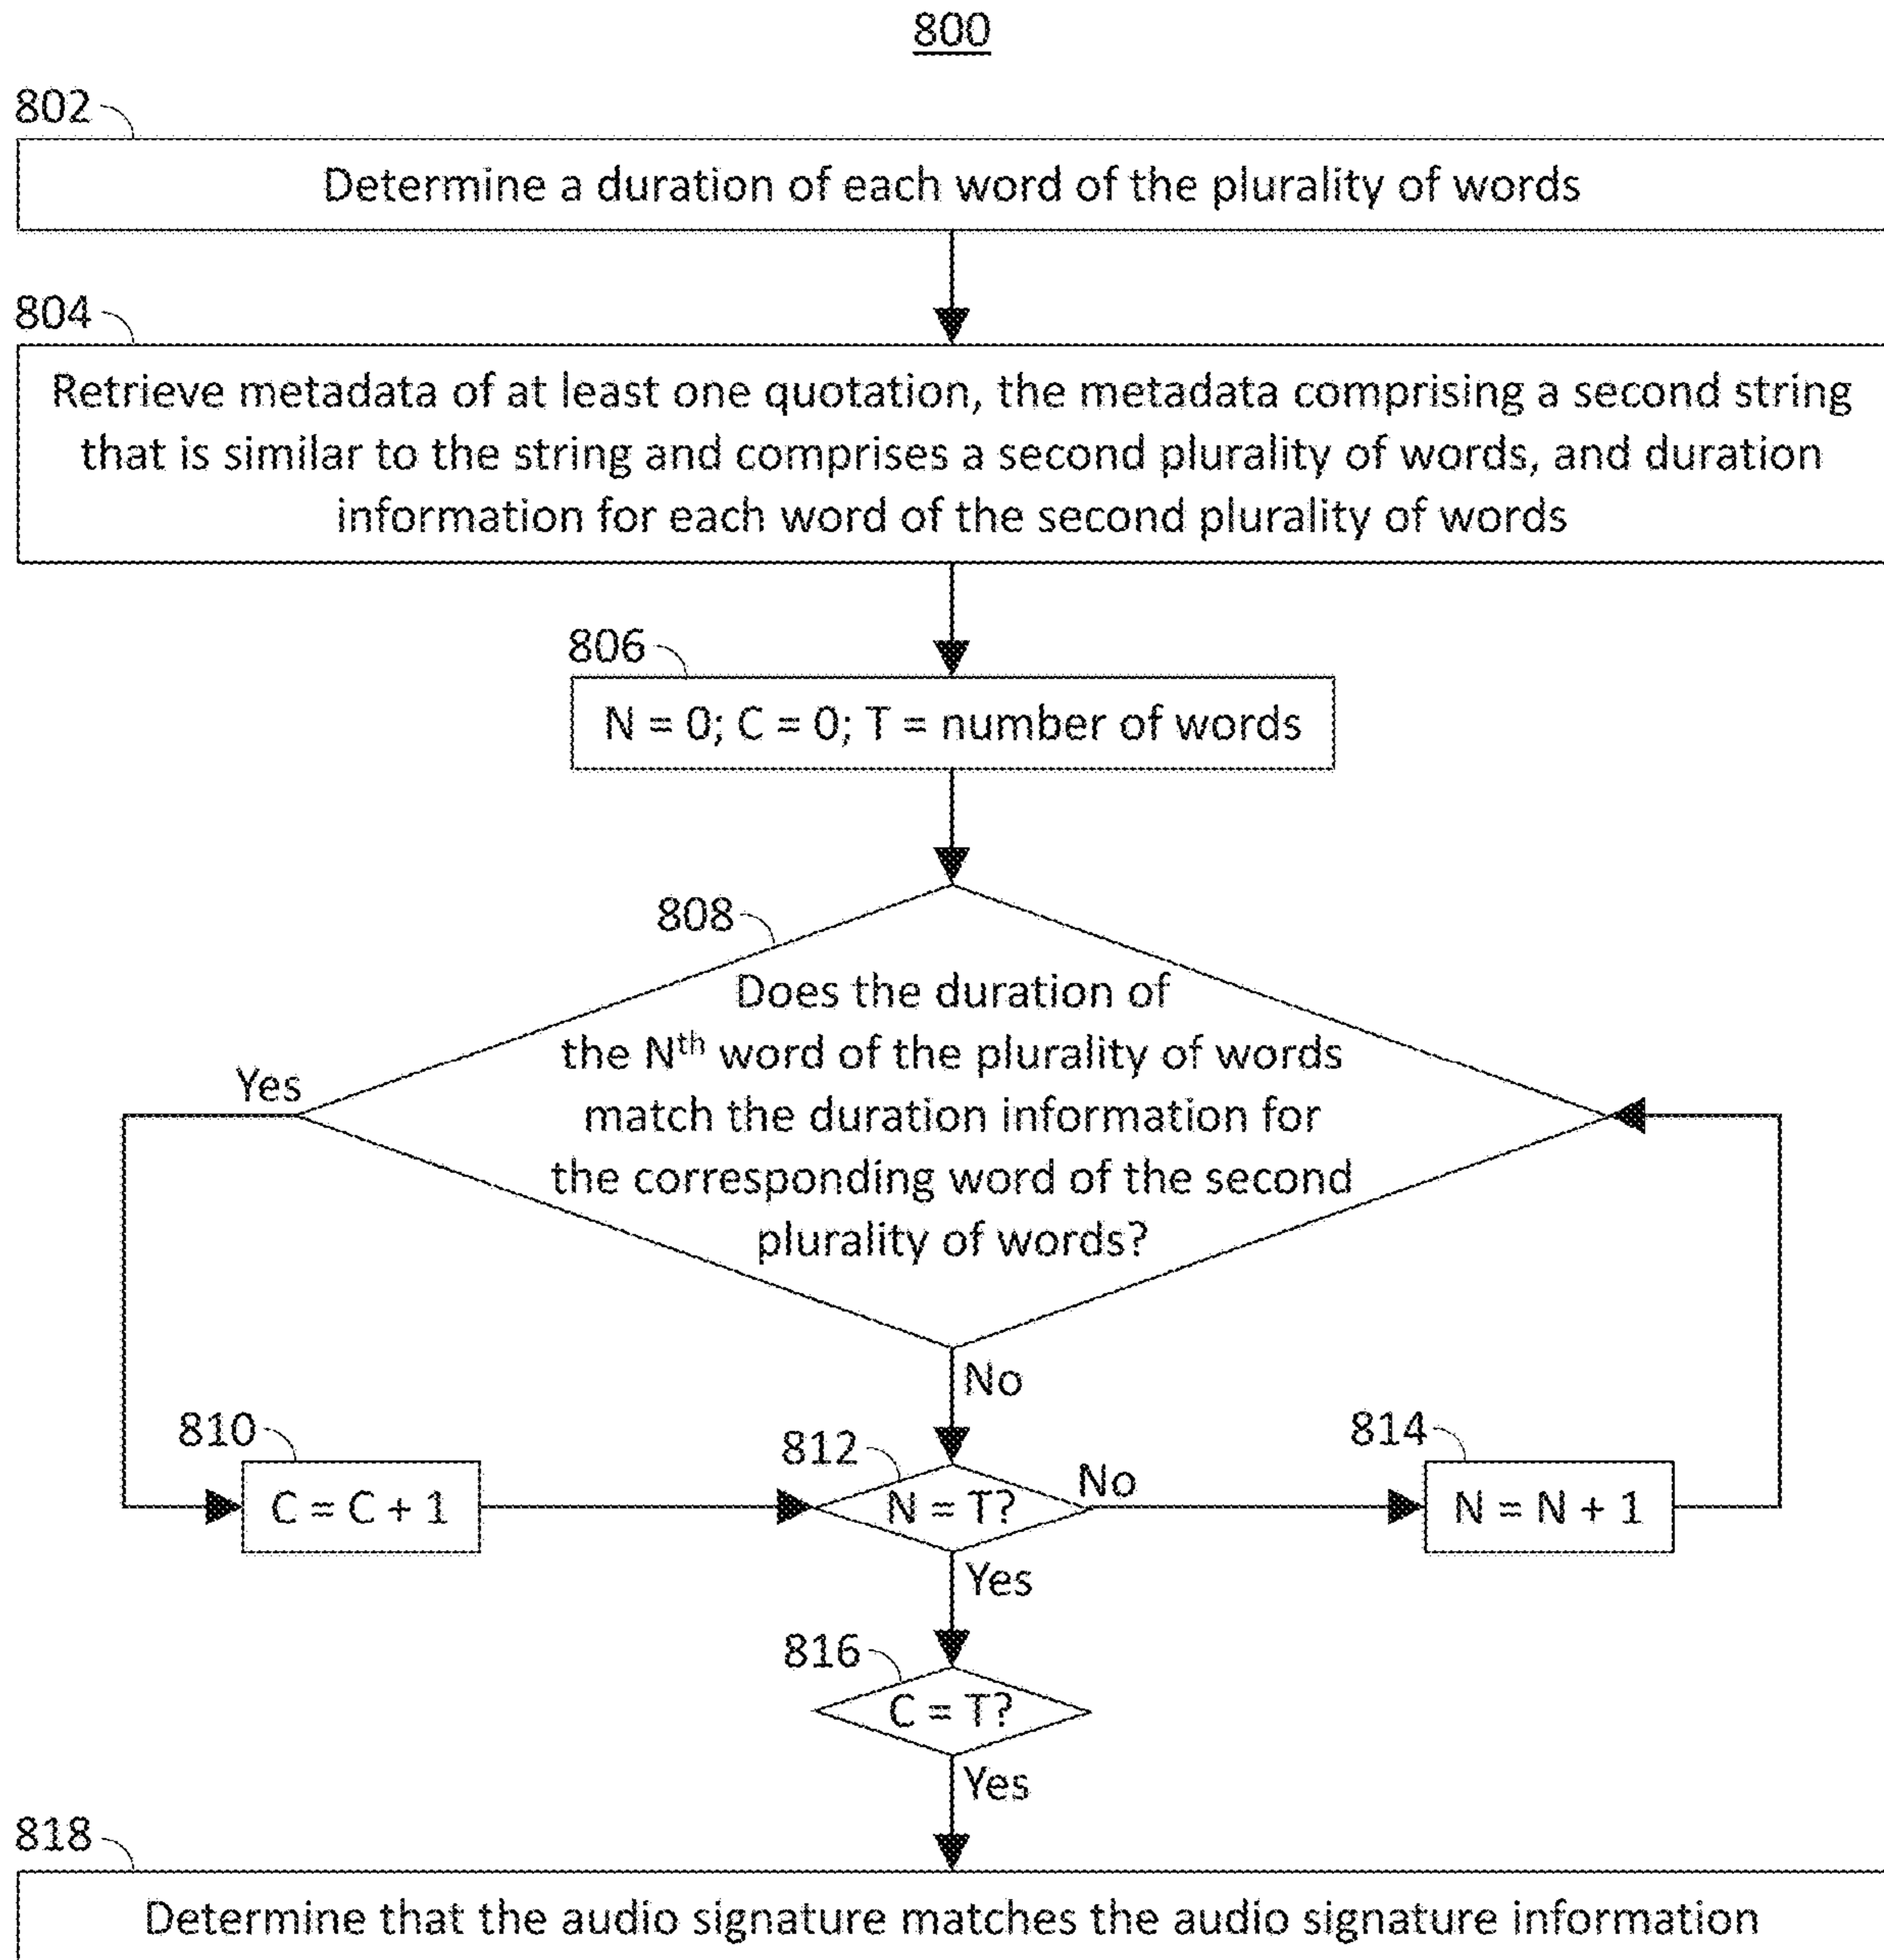 800
802
Determine a duration of each word of the plurality of words
804
Retrieve metadata of at least one quotation, the metadata comprising a second string
that is similar to the string and comprises a second plurality of words, and duration
information for each word of the second plurality of words
806
N = 0; C = 0; T = number of words
808
Does the duration of
the Nth word of the plurality of words
match the duration information for
the corresponding word of the second
plurality of words?
Yes
No
810
C = C + 1
812
N = T?
No
814
N = N + 1
Yes
816
C = T?
Yes
818
Determine that the audio signature matches the audio signature information